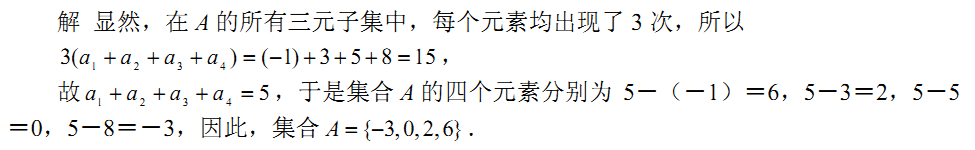 解 显然，在 A 的所有三元子集中，每个元素均出现了 3 次，所以
3(a₁ + a₂ + a₃ + a₄) = (−1) + 3 + 5 + 8 = 15，
故 a₁ + a₂ + a₃ + a₄ = 5，于是集合 A 的四个元素分别为 5－（－1）＝6，5－3＝2，5－5
＝0，5－8＝－3，因此，集合 A = {−3, 0, 2, 6}．